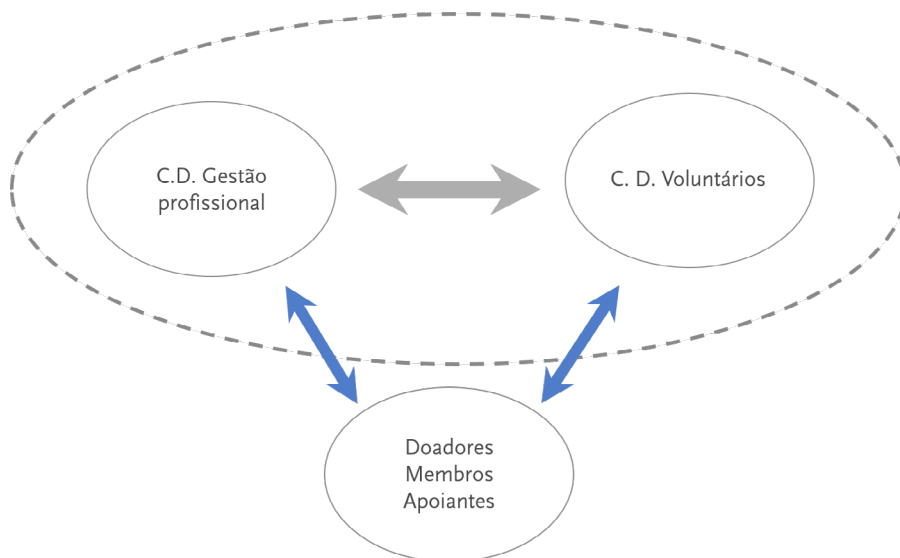 C.D. Gestão
profissional
C. D. Voluntários
Doadores
Membros
Apoiantes